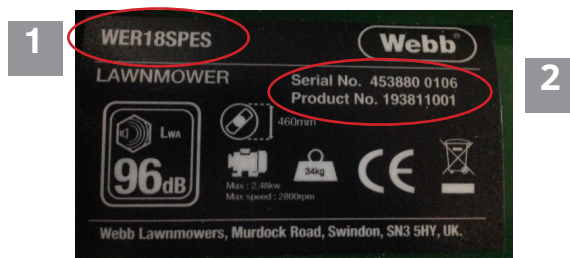 1
WER18SPES
Webb®
LAWNMOWER
Serial No. 453880 0106
Product No. 193811001
2
460mm
LWA
96dB
Max : 2.48kw
Max speed : 2800rpm
34kg
CE
Webb Lawnmowers, Murdock Road, Swindon, SN3 5HY, UK.